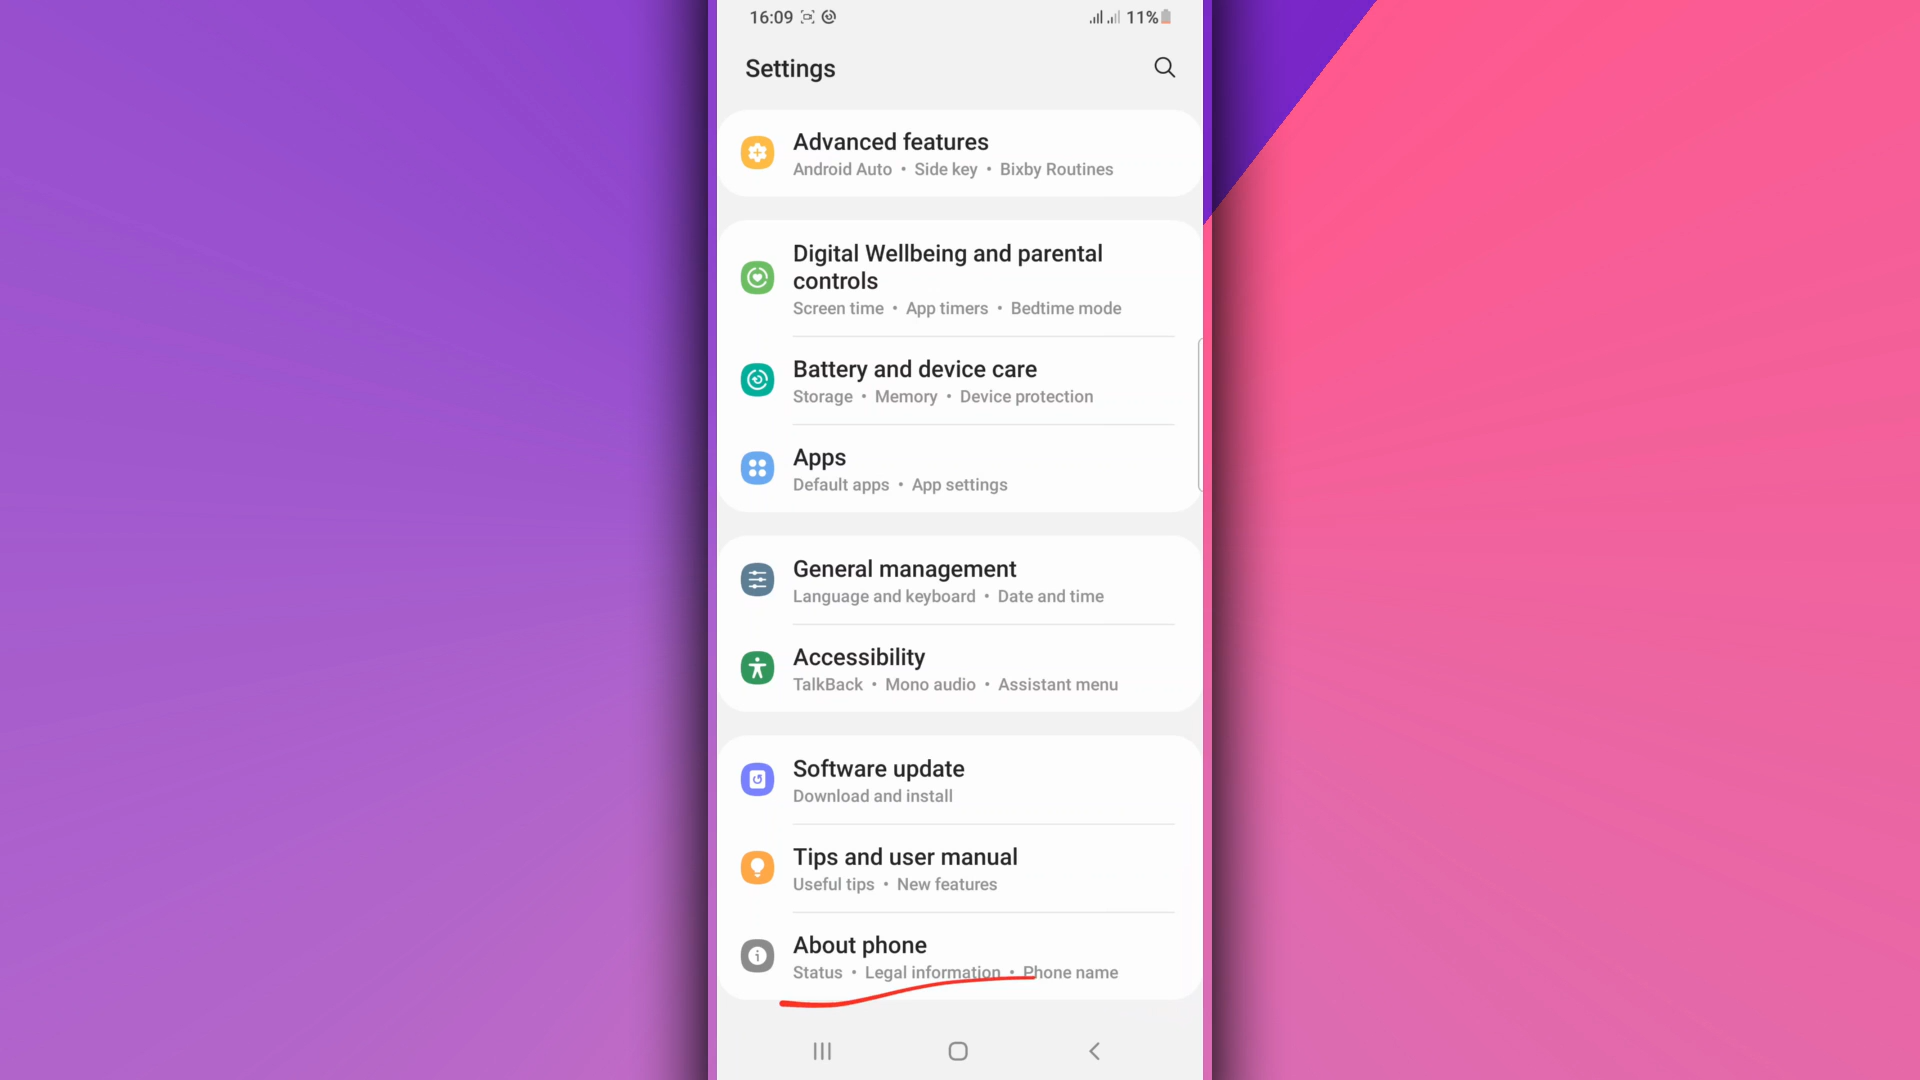 16:09 11%
Settings
Advanced features
Android Auto • Side key • Bixby Routines
Digital Wellbeing and parental
controls
Screen time • App timers • Bedtime mode
Battery and device care
Storage • Memory • Device protection
Apps
Default apps • App settings
General management
Language and keyboard • Date and time
Accessibility
TalkBack • Mono audio • Assistant menu
Software update
Download and install
Tips and user manual
Useful tips • New features
About phone
Status • Legal information • Phone name